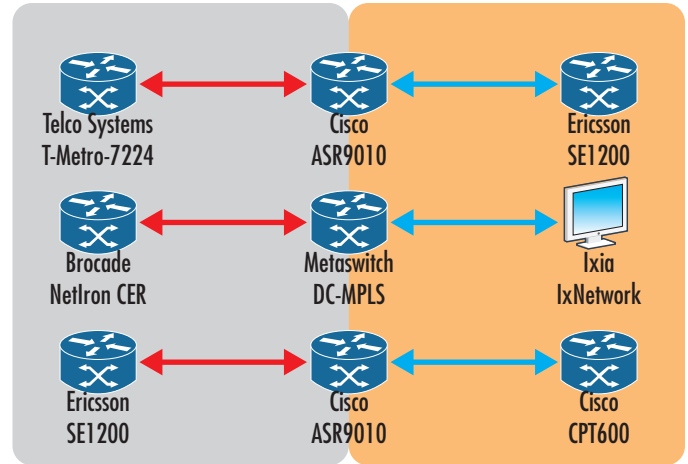 Telco Systems
T-Metro-7224
Cisco
ASR9010
Ericsson
SE1200
Brocade
NetIron CER
Metaswitch
DC-MPLS
Ixia
IxNetwork
Ericsson
SE1200
Cisco
ASR9010
Cisco
CPT600